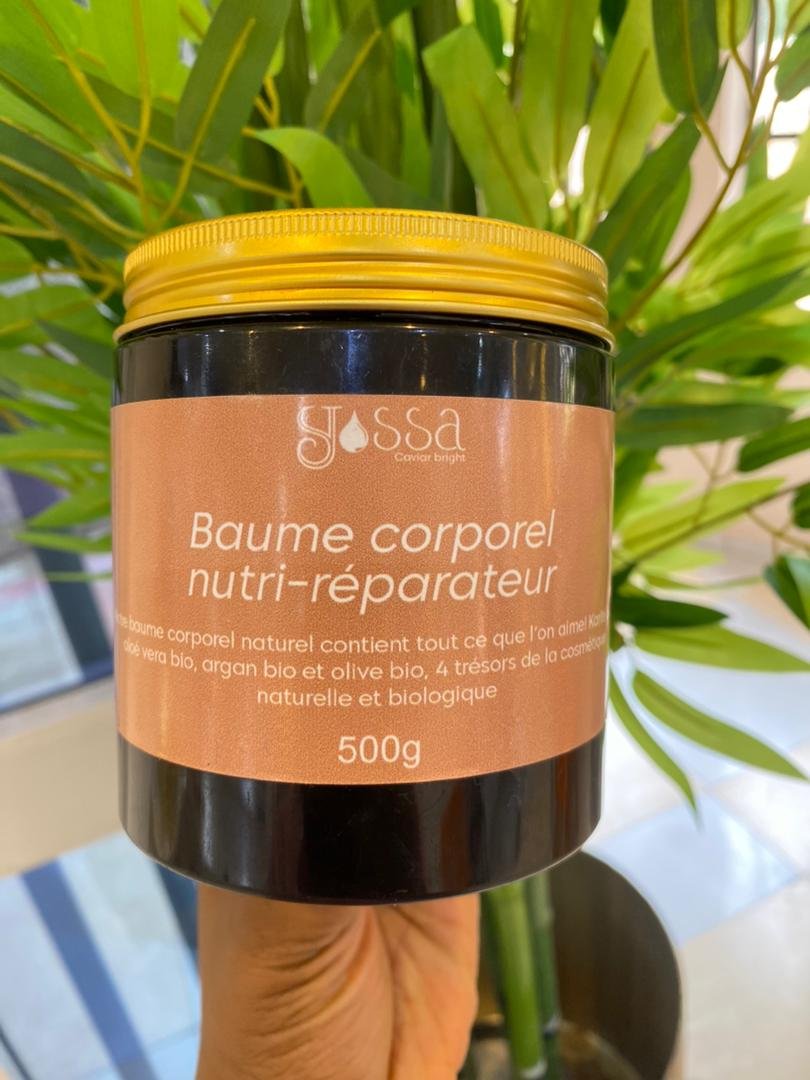 Yossa
Caviar bright
Baume corporel
nutri-réparateur
baume corporel naturel contient tout ce que l'on aime!
aloé vera bio, argan bio et olive bio, 4 trésors de la cosmétique
naturelle et biologique
500g